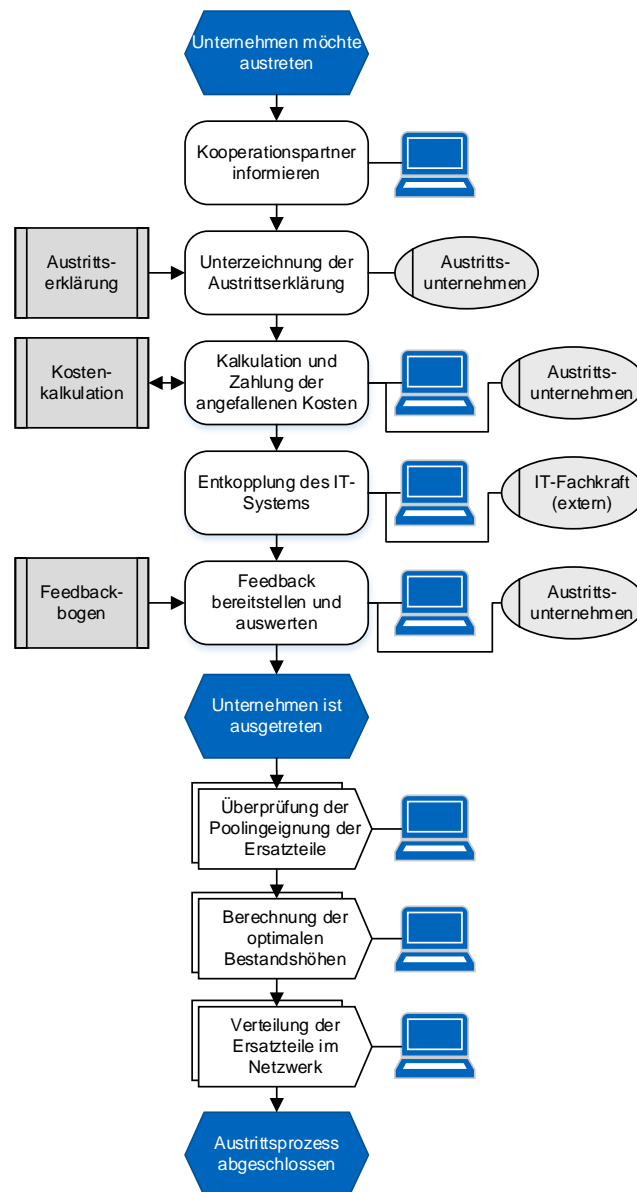 Unternehmen möchte
austreten
Kooperationspartner
informieren
Austritts-
erklärung
Unterzeichnung der
Austrittserklärung
Austritts-
unternehmen
Kosten-
kalkulation
Kalkulation und
Zahlung der
angefallenen Kosten
Austritts-
unternehmen
Entkopplung des IT-
Systems
IT-Fachkraft
(extern)
Feedback-
bogen
Feedback
bereitstellen und
auswerten
Austritts-
unternehmen
Unternehmen ist
ausgetreten
Überprüfung der
Poolingeignung der
Ersatzteile
Berechnung der
optimalen
Bestandshöhen
Verteilung der
Ersatzteile im
Netzwerk
Austrittsprozess
abgeschlossen